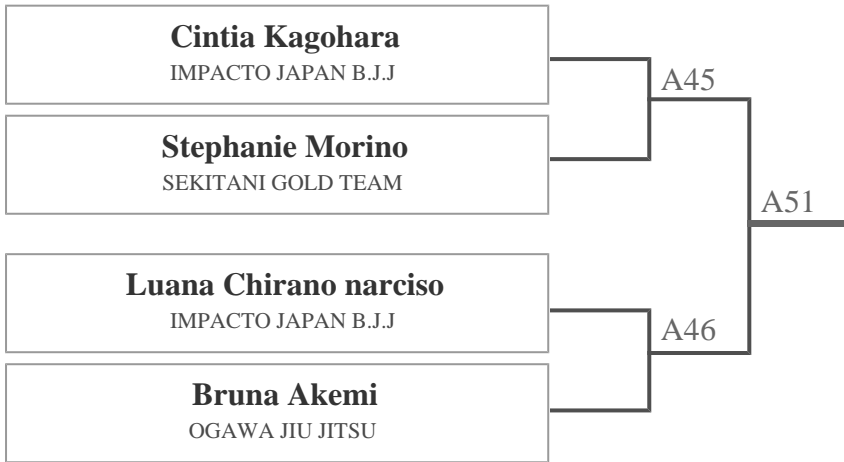 Cintia Kagohara
IMPACTO JAPAN B.J.J
A45
Stephanie Morino
SEKITANI GOLD TEAM
A51
Luana Chirano narciso
IMPACTO JAPAN B.J.J
A46
Bruna Akemi
OGAWA JIU JITSU